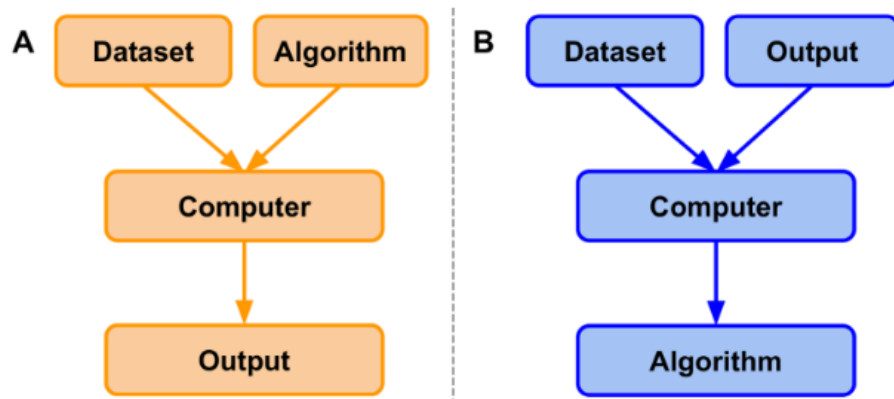 A
Dataset
Algorithm
Computer
Output
B
Dataset
Output
Computer
Algorithm